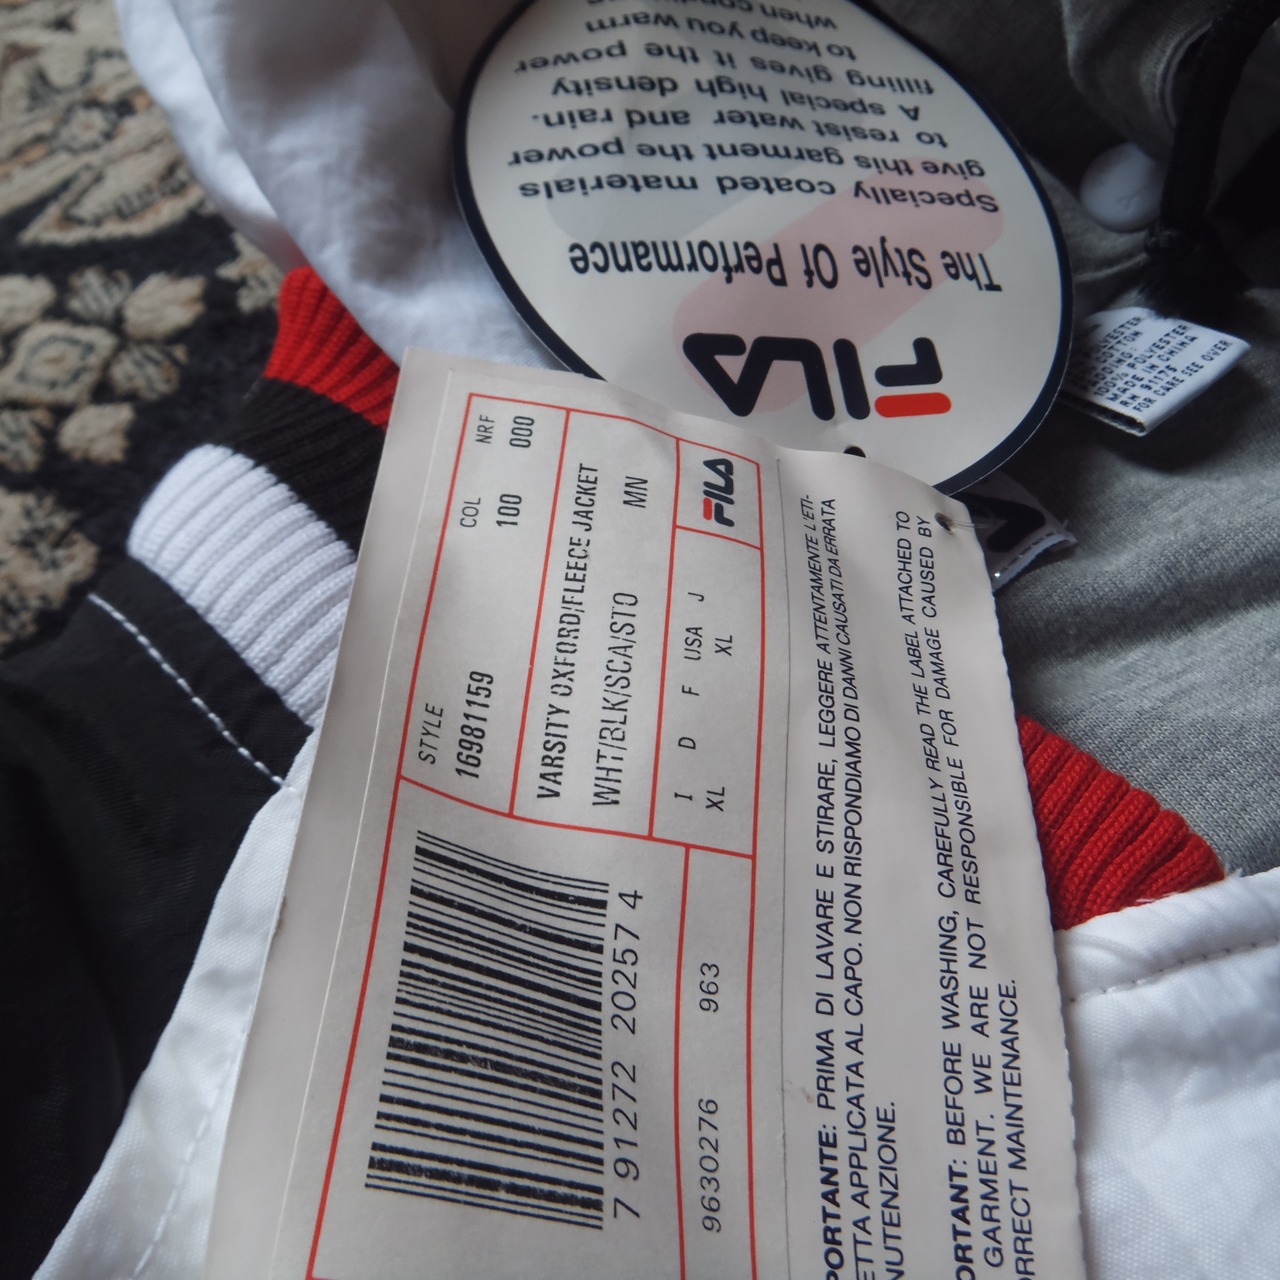 FILA
The Style Of Performance
Specially coated materials
give this garment the power
to resist water and rain.
A special high density
filling gives it the power
to keep you warm
STYLE COL NRF
16981159 100 000
VARSITY OXFORD/FLEECE JACKET
WHT/BLK/SCA/STO MN
I D F USA J
XL XL
FILA
7 91272 20257 4
9630276 963
PORTANTE: PRIMA DI LAVARE E STIRARE, LEGGERE ATTENTAMENTE L'ETI-
ETTA APPLICATA AL CAPO. NON RISPONDIAMO DI DANNI CAUSATI DA ERRATA
NUTENZIONE.
ORTANT: BEFORE WASHING, CAREFULLY READ THE LABEL ATTACHED TO
GARMENT. WE ARE NOT RESPONSIBLE FOR DAMAGE CAUSED BY
ORRECT MAINTENANCE.
100% POLYESTER
MADE IN CHINA
RN 91175
FOR CARE SEE OVER